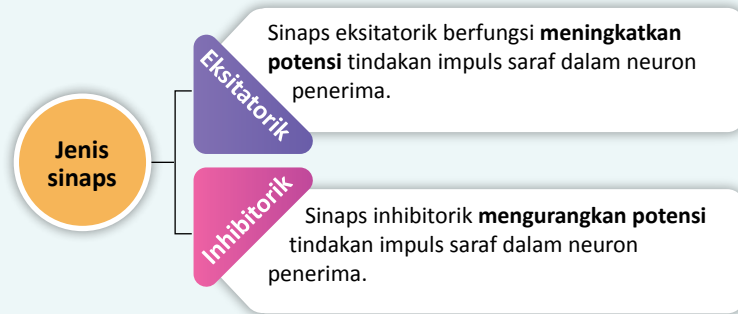 Jenis
sinaps
Eksitatorik
Sinaps eksitatorik berfungsi meningkatkan
potensi tindakan impuls saraf dalam neuron
penerima.
Inhibitorik
Sinaps inhibitorik mengurangkan potensi
tindakan impuls saraf dalam neuron
penerima.